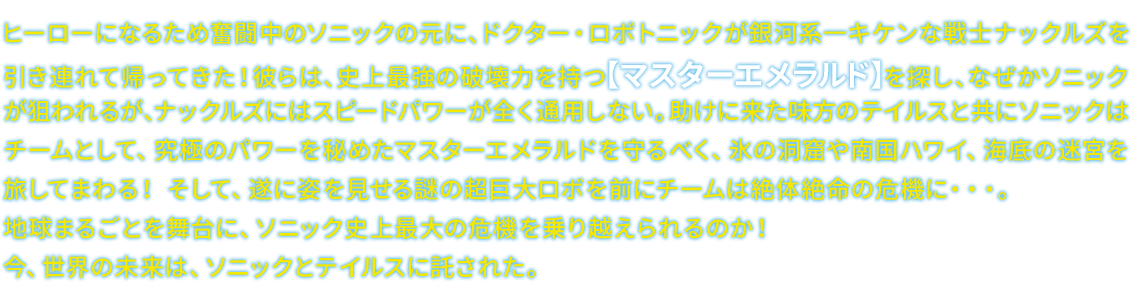 ヒーローになるため奮闘中のソニックの元に、ドクター・ロボトニックが銀河系一キケンな戦士ナックルズを
引き連れて帰ってきた！彼らは、史上最強の破壊力を持つ【マスターエメラルド】を探し、なぜかソニック
が狙われるが、ナックルズにはスピードパワーが全く通用しない。助けに来た味方のテイルスと共にソニックは
チームとして、究極のパワーを秘めたマスターエメラルドを守るべく、氷の洞窟や南国ハワイ、海底の迷宮を
旅してまわる！ そして、遂に姿を見せる謎の超巨大ロボを前にチームは絶体絶命の危機に・・・。
地球まるごとを舞台に、ソニック史上最大の危機を乗り越えられるのか！
今、世界の未来は、ソニックとテイルスに託された。